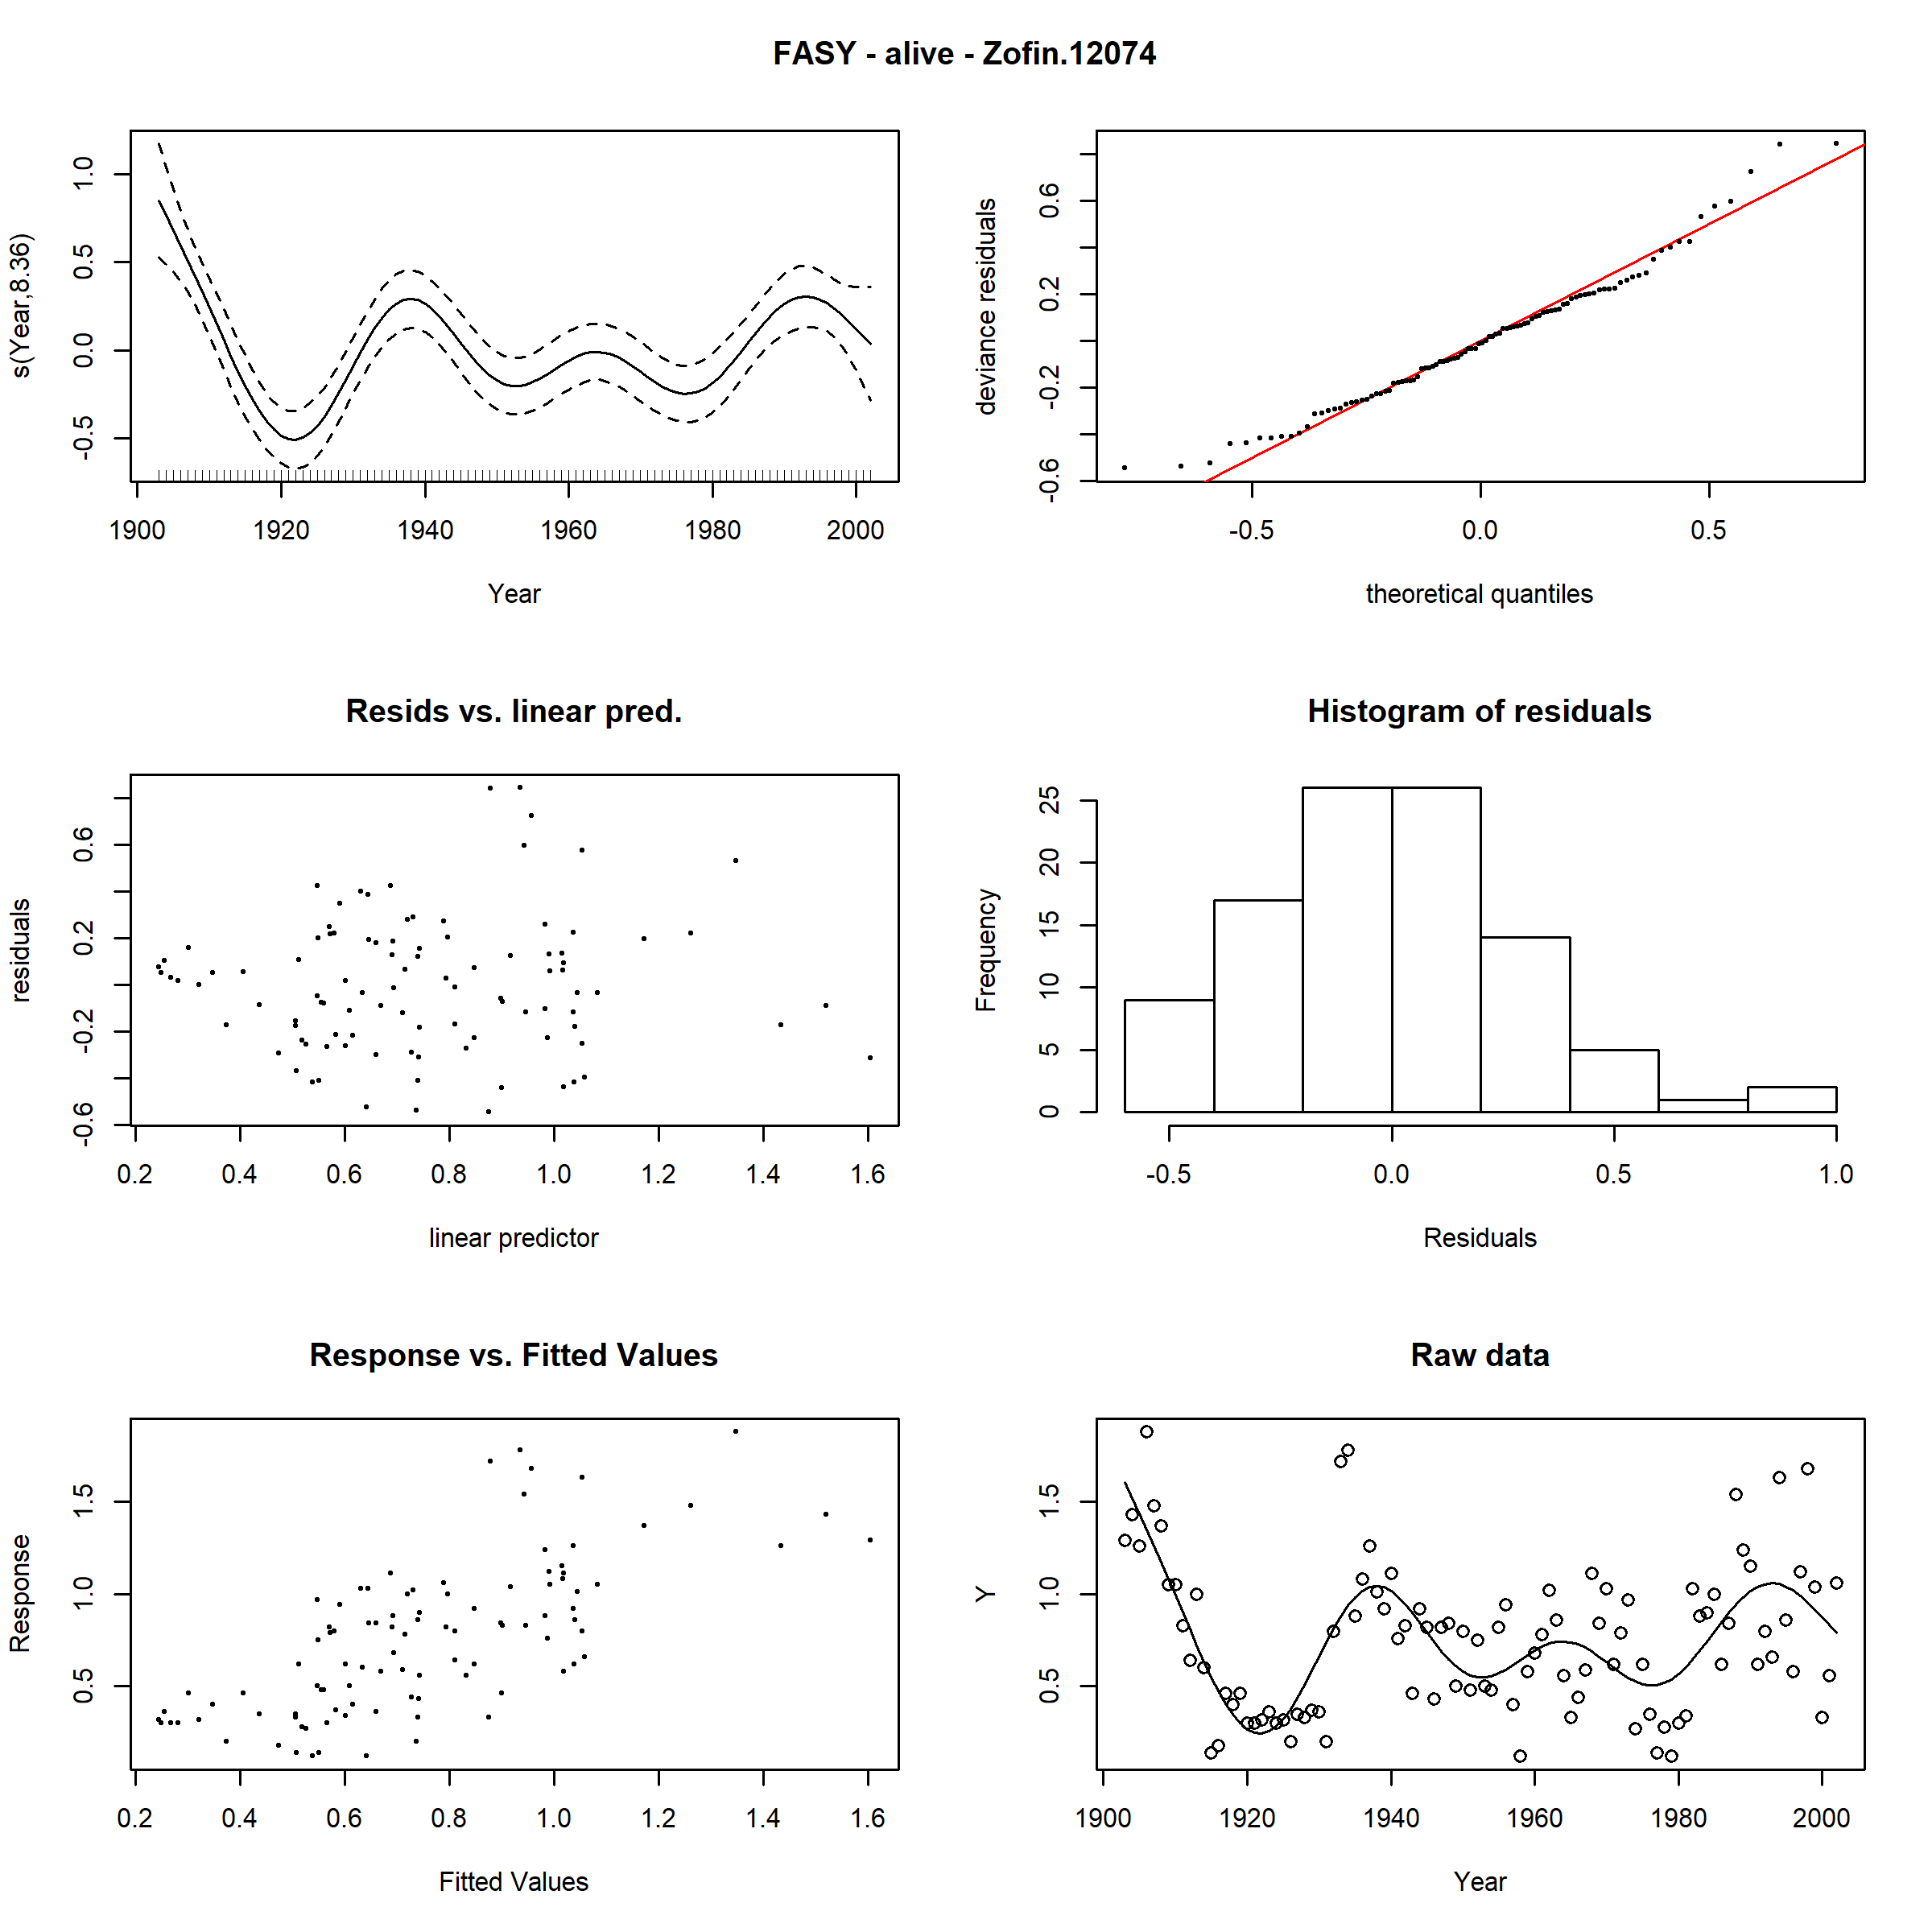 FASY - alive - Zofin.12074
s(Year,8.36)
1.0
0.5
0.0
-0.5
1900 1920 1940 1960 1980 2000
Year
deviance residuals
0.6
0.2
-0.2
-0.6
-0.5 0.0 0.5
theoretical quantiles
Resids vs. linear pred.
residuals
0.6
0.2
-0.2
-0.6
0.2 0.4 0.6 0.8 1.0 1.2 1.4 1.6
linear predictor
Histogram of residuals
Frequency
25
20
15
10
5
0
-0.5 0.0 0.5 1.0
Residuals
Response vs. Fitted Values
Response
1.5
1.0
0.5
0.2 0.4 0.6 0.8 1.0 1.2 1.4 1.6
Fitted Values
Raw data
Y
1.5
1.0
0.5
1900 1920 1940 1960 1980 2000
Year